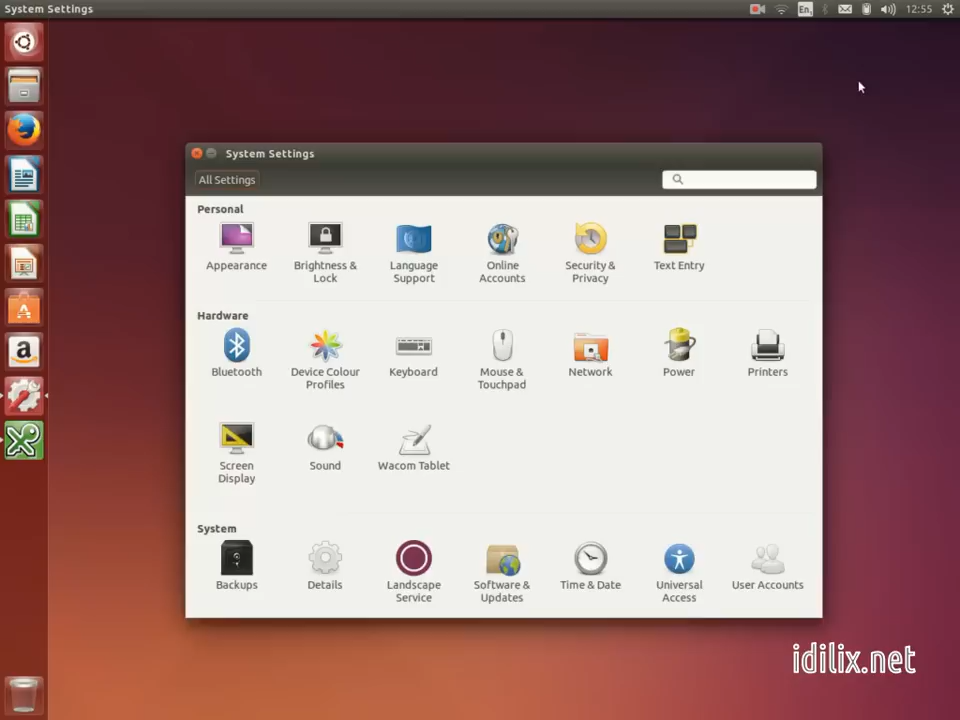 System Settings
En
12:55
System Settings
All Settings
Personal
Appearance
Brightness &
Lock
Language
Support
Online
Accounts
Security &
Privacy
Text Entry
Hardware
Bluetooth
Device Colour
Profiles
Keyboard
Mouse &
Touchpad
Network
Power
Printers
Screen
Display
Sound
Wacom Tablet
System
Backups
Details
Landscape
Service
Software &
Updates
Time & Date
Universal
Access
User Accounts
idilix.net